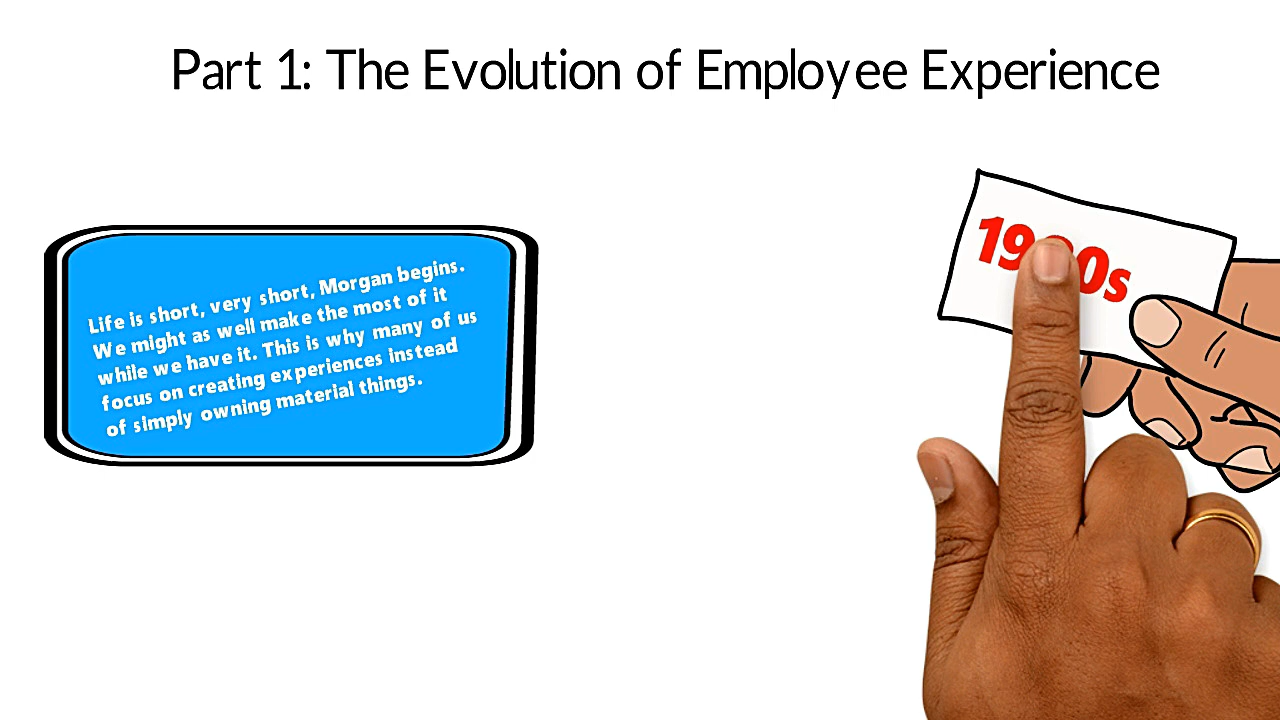 Part 1: The Evolution of Employee Experience
Life is short, very short, Morgan begins.
We might as well make the most of it
while we have it. This is why many of us
focus on creating experiences instead
of simply owning material things.